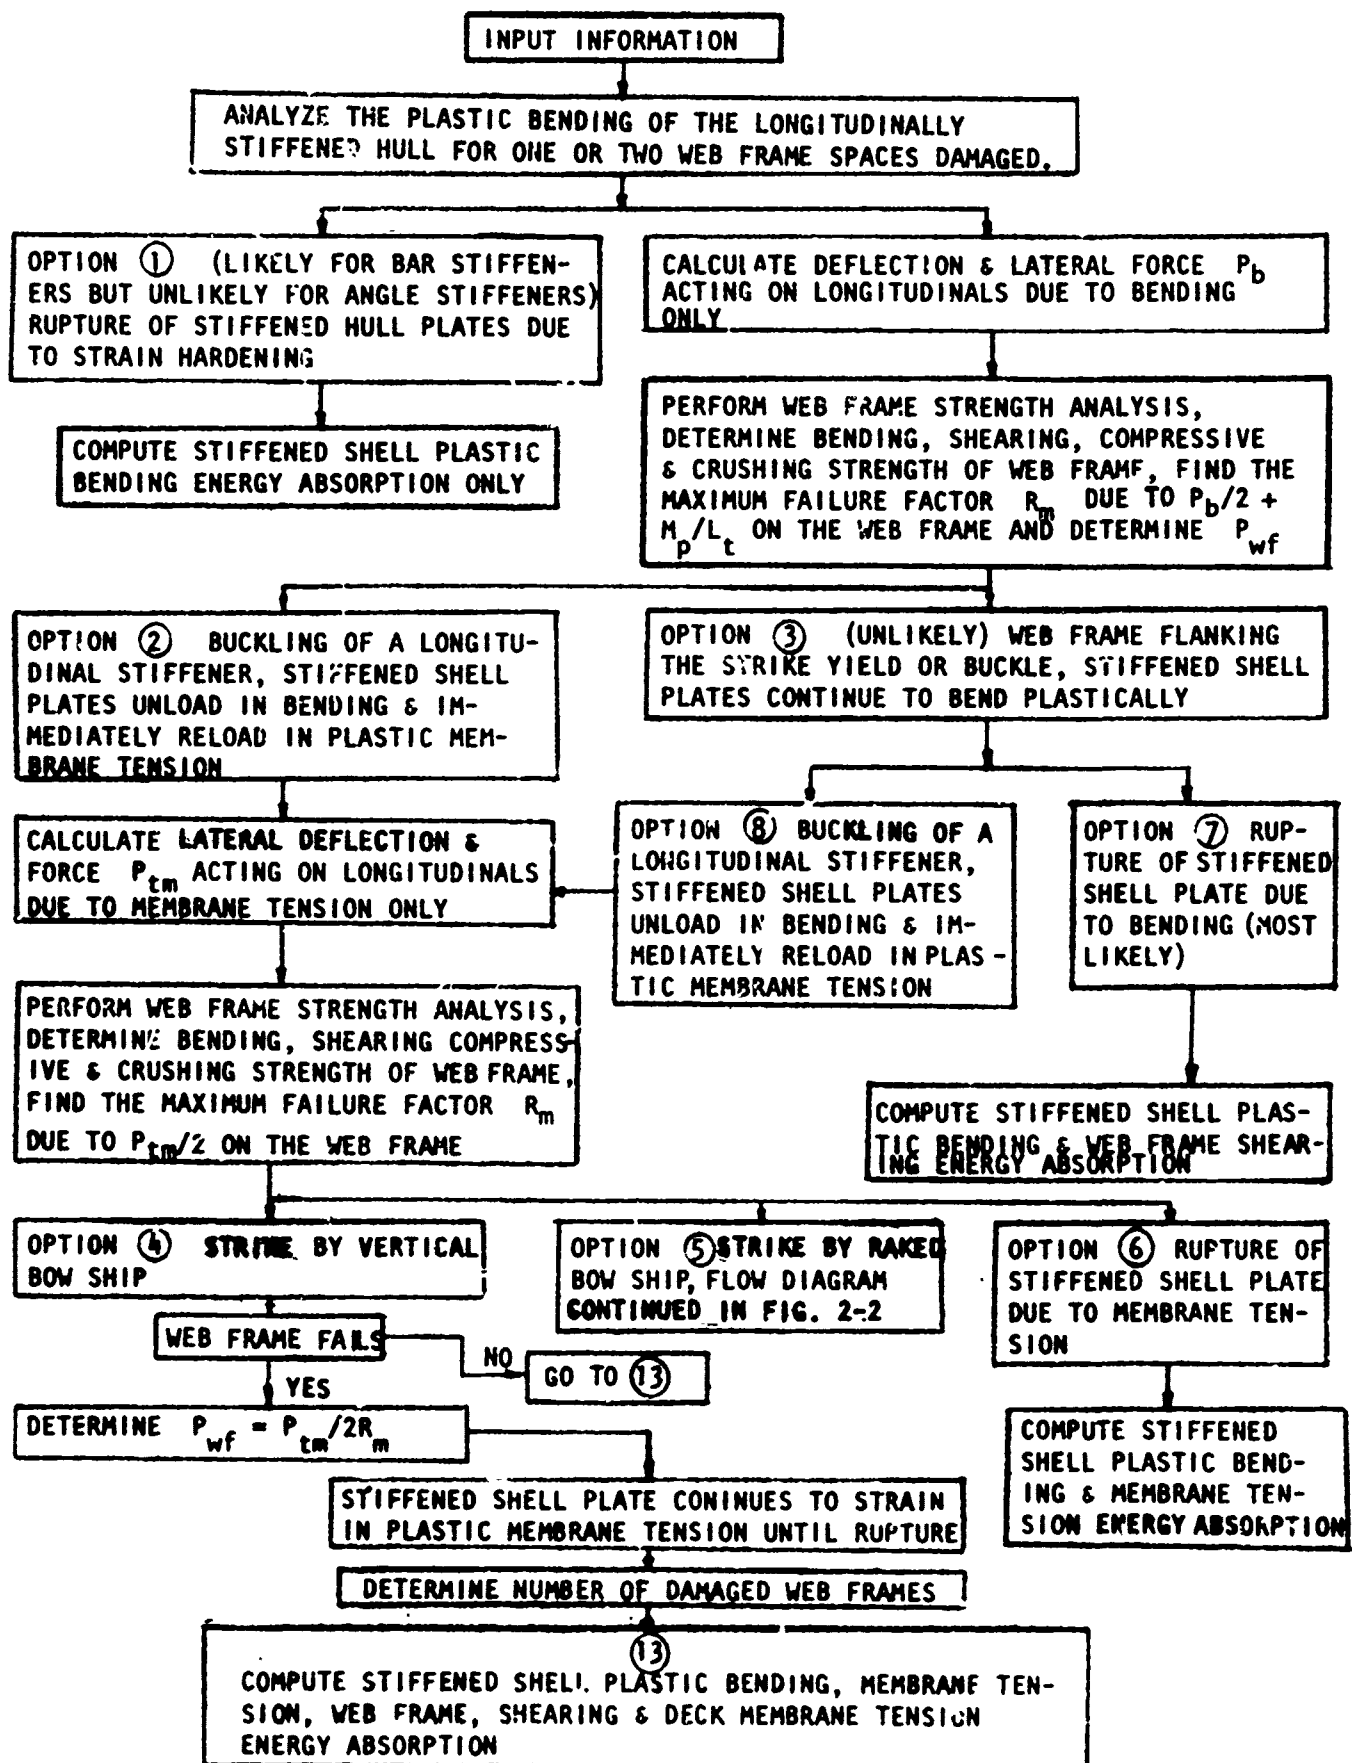 INPUT INFORMATION
ANALYZE THE PLASTIC BENDING OF THE LONGITUDINALLY
STIFFENED HULL FOR ONE OR TWO WEB FRAME SPACES DAMAGED.
OPTION ① (LIKELY FOR BAR STIFFEN-
ERS BUT UNLIKELY FOR ANGLE STIFFENERS)
RUPTURE OF STIFFENED HULL PLATES DUE
TO STRAIN HARDENING
CALCULATE DEFLECTION & LATERAL FORCE P_b
ACTING ON LONGITUDINALS DUE TO BENDING
ONLY
COMPUTE STIFFENED SHELL PLASTIC
BENDING ENERGY ABSORPTION ONLY
PERFORM WEB FRAME STRENGTH ANALYSIS,
DETERMINE BENDING, SHEARING, COMPRESSIVE
& CRUSHING STRENGTH OF WEB FRAME, FIND THE
MAXIMUM FAILURE FACTOR R_m DUE TO P_b/2 +
M_p/L_t ON THE WEB FRAME AND DETERMINE P_wf
OPTION ② BUCKLING OF A LONGITU-
DINAL STIFFENER, STIFFENED SHELL
PLATES UNLOAD IN BENDING & IM-
MEDIATELY RELOAD IN PLASTIC MEM-
BRANE TENSION
OPTION ③ (UNLIKELY) WEB FRAME FLANKING
THE STRIKE YIELD OR BUCKLE, STIFFENED SHELL
PLATES CONTINUE TO BEND PLASTICALLY
CALCULATE LATERAL DEFLECTION &
FORCE P_tm ACTING ON LONGITUDINALS
DUE TO MEMBRANE TENSION ONLY
OPTION ⑧ BUCKLING OF A
LONGITUDINAL STIFFENER,
STIFFENED SHELL PLATES
UNLOAD IN BENDING & IM-
MEDIATELY RELOAD IN PLAS-
TIC MEMBRANE TENSION
OPTION ⑦ RUP-
TURE OF STIFFENED
SHELL PLATE DUE
TO BENDING (MOST
LIKELY)
PERFORM WEB FRAME STRENGTH ANALYSIS,
DETERMINE BENDING, SHEARING COMPRESS-
IVE & CRUSHING STRENGTH OF WEB FRAME,
FIND THE MAXIMUM FAILURE FACTOR R_m
DUE TO P_tm/2 ON THE WEB FRAME
COMPUTE STIFFENED SHELL PLAS-
TIC BENDING & WEB FRAME SHEAR-
ING ENERGY ABSORPTION
OPTION ④ STRIKE BY VERTICAL
BOW SHIP
OPTION ⑤ STRIKE BY RAKED
BOW SHIP, FLOW DIAGRAM
CONTINUED IN FIG. 2-2
OPTION ⑥ RUPTURE OF
STIFFENED SHELL PLATE
DUE TO MEMBRANE TEN-
SION
WEB FRAME FAILS
NO
GO TO ⑬
YES
DETERMINE P_wf = P_tm/2R_m
COMPUTE STIFFENED
SHELL PLASTIC BEND-
ING & MEMBRANE TEN-
SION ENERGY ABSORPTION
STIFFENED SHELL PLATE CONINUES TO STRAIN
IN PLASTIC MEMBRANE TENSION UNTIL RUPTURE
DETERMINE NUMBER OF DAMAGED WEB FRAMES
⑬
COMPUTE STIFFENED SHELL PLASTIC BENDING, MEMBRANE TEN-
SION, WEB FRAME, SHEARING & DECK MEMBRANE TENSION
ENERGY ABSORPTION